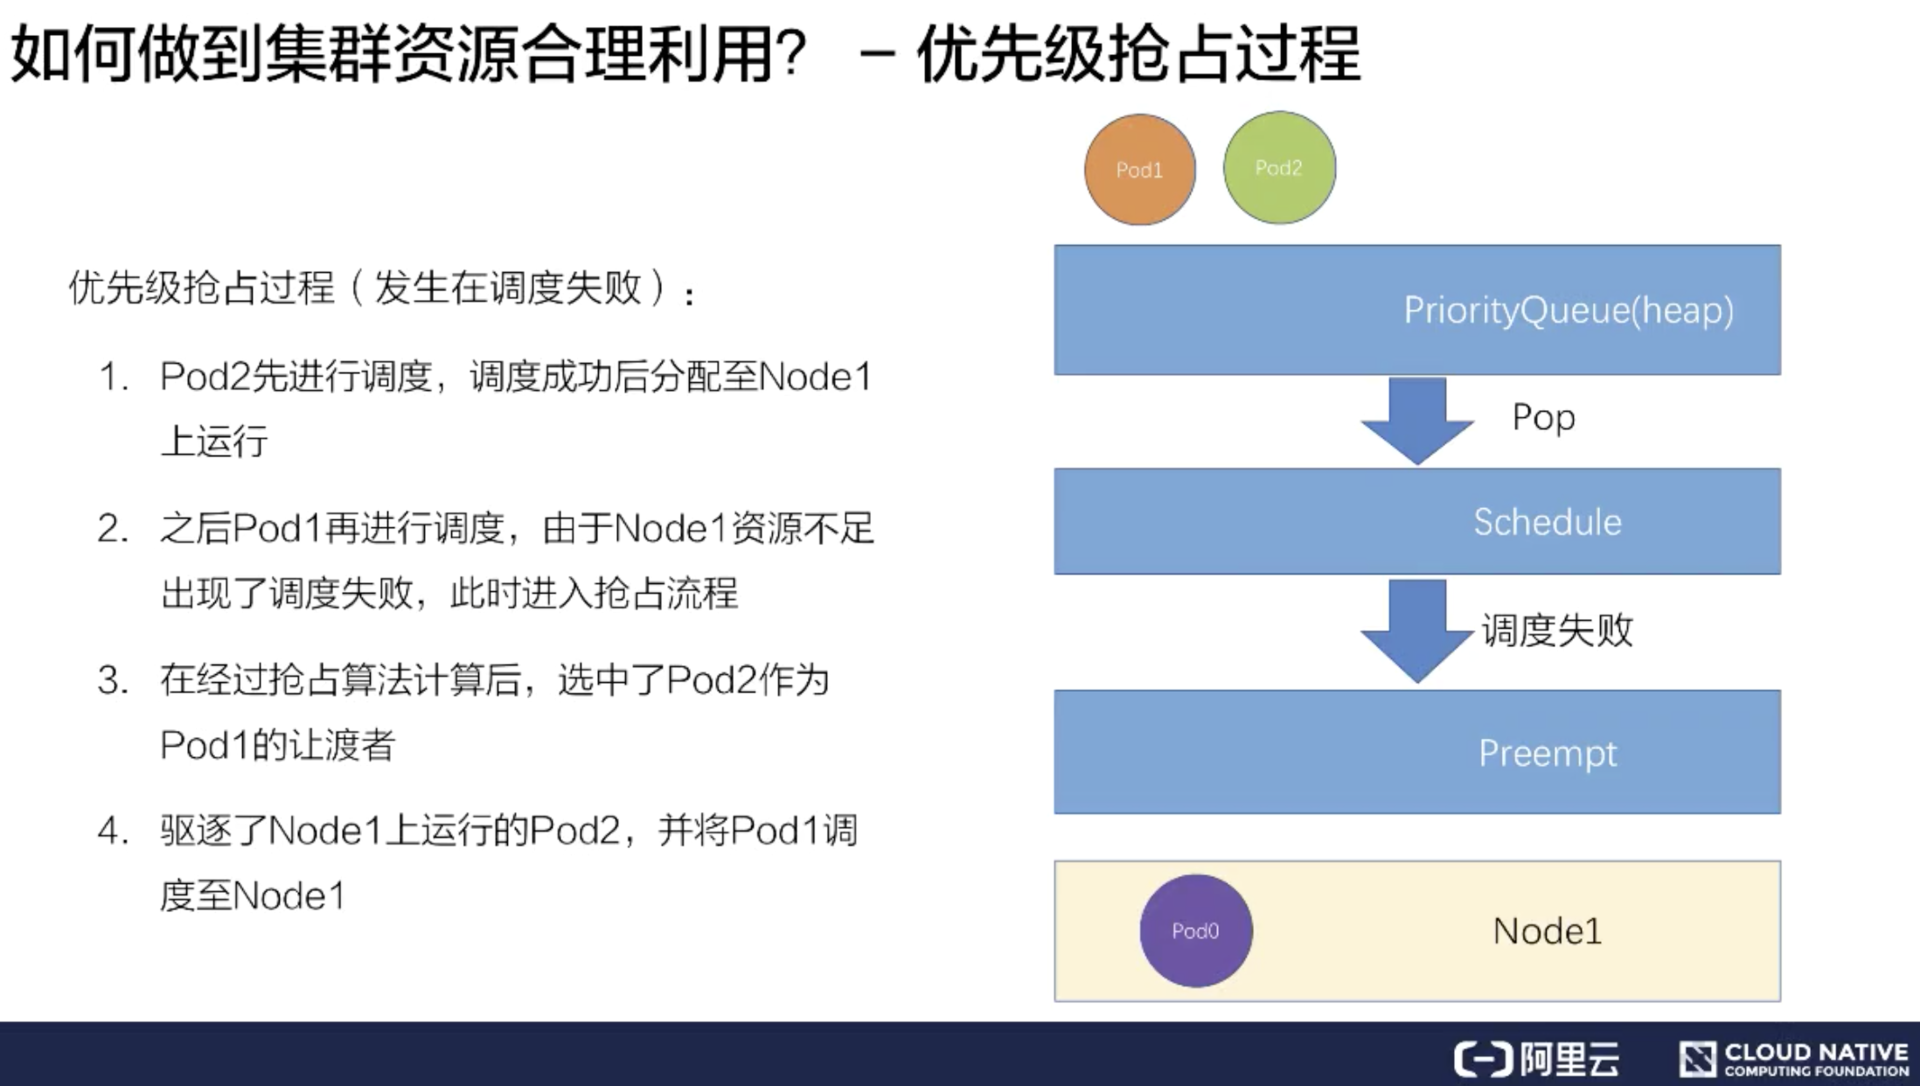 如何做到集群资源合理利用? – 优先级抢占过程
Pod1
Pod2
优先级抢占过程（发生在调度失败）:
1. Pod2先进行调度，调度成功后分配至Node1
上运行
2. 之后Pod1再进行调度，由于Node1资源不足
出现了调度失败，此时进入抢占流程
3. 在经过抢占算法计算后，选中了Pod2作为
Pod1的让渡者
4. 驱逐了Node1上运行的Pod2，并将Pod1调
度至Node1
PriorityQueue(heap)
Pop
Schedule
调度失败
Preempt
Pod0
Node1
阿里云
CLOUD NATIVE
COMPUTING FOUNDATION